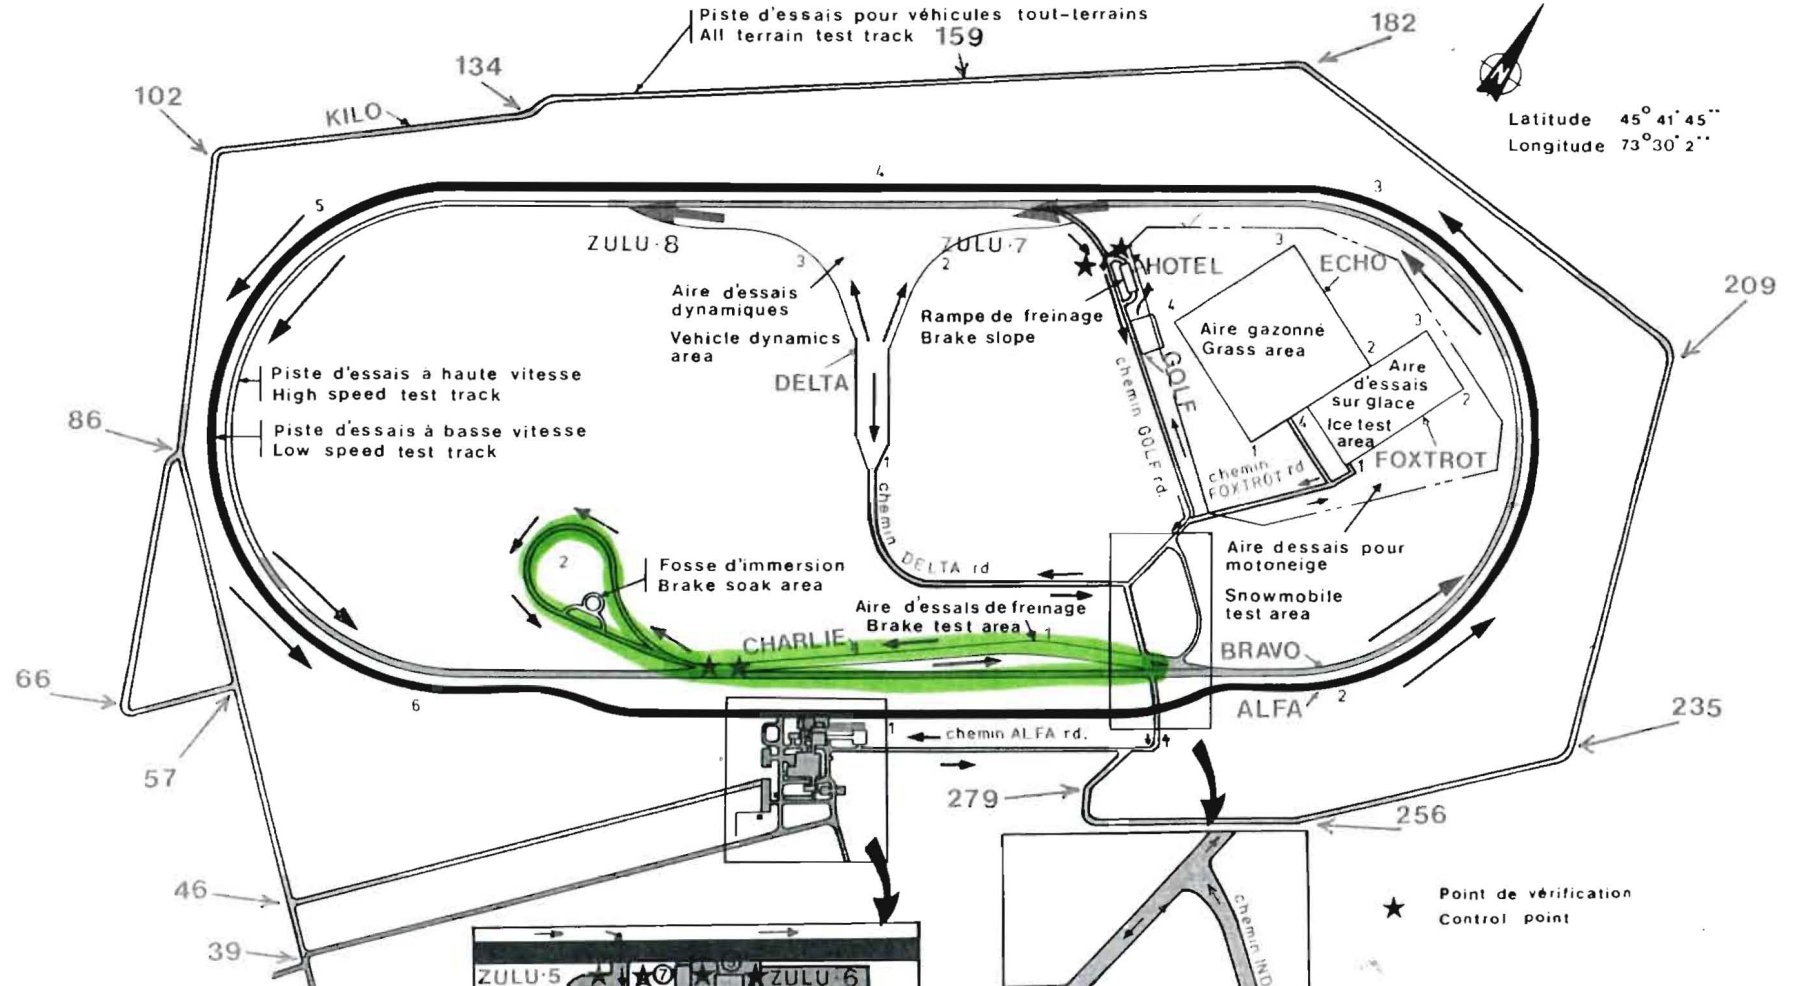 Piste d'essais pour véhicules tout-terrains
All terrain test track
159
182
134
102
KILO
N
Latitude 45° 41' 45''
Longitude 73° 30' 2''
4
3
5
ZULU·8
3
ZULU·7
2
HOTEL
3
ECHO
209
Aire d'essais
dynamiques
Vehicle dynamics
area
DELTA
Rampe de freinage
Brake slope
4
Aire gazonné
Grass area
3
2
Aire
d'essais
sur glace
Ice test
area
2
4
1
1
FOXTROT
GOLF
chemin GOLF rd.
chemin
FOXTROT rd
Piste d'essais à haute vitesse
High speed test track
Piste d'essais à basse vitesse
Low speed test track
86
1
chemin
DELTA rd
2
Fosse d'immersion
Brake soak area
Aire dessais pour
motoneige
Snowmobile
test area
Aire d'essais de freinage
Brake test area
1
CHARLIE
BRAVO
66
6
ALFA
2
235
1
chemin ALFA rd.
4
57
279
256
46
39
Point de vérification
Control point
chemin IND
ZULU·5
7
ZULU·6